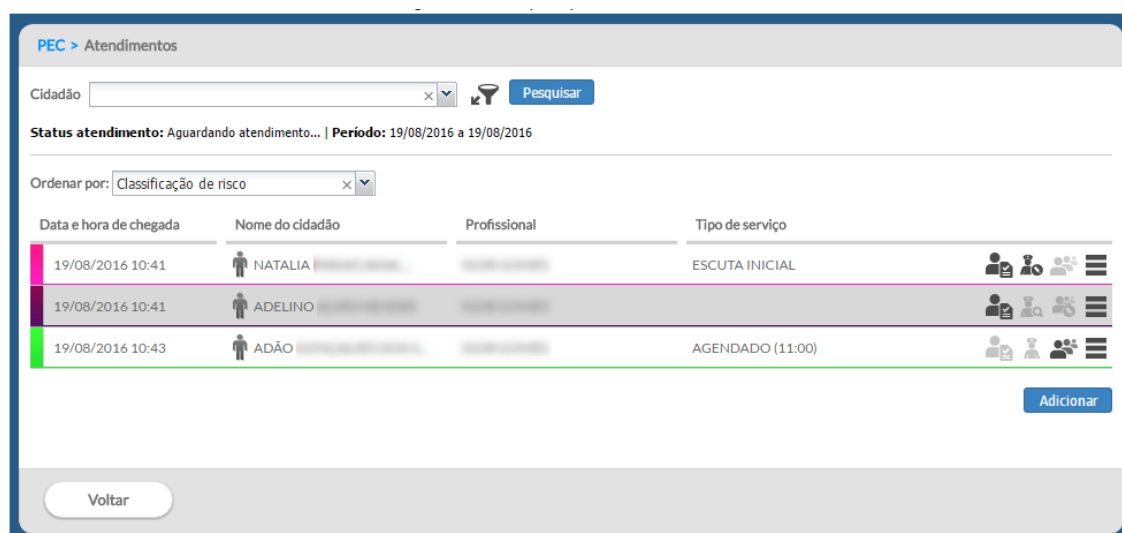 PEC > Atendimentos
Cidadão Pesquisar
Status atendimento: Aguardando atendimento... | Período: 19/08/2016 a 19/08/2016
Ordenar por: Classificação de risco
Data e hora de chegada Nome do cidadão Profissional Tipo de serviço
19/08/2016 10:41 NATALIA ESCUTA INICIAL
19/08/2016 10:41 ADELINO
19/08/2016 10:43 ADÃO AGENDADO (11:00)
Adicionar
Voltar